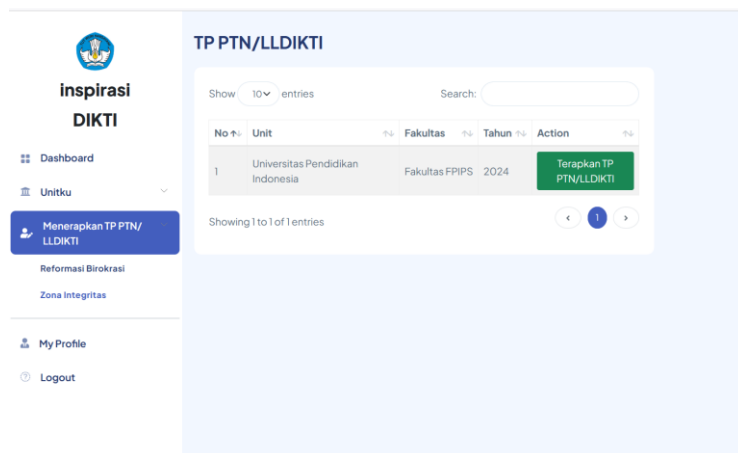 inspirasi
DIKTI
Dashboard
Unitku
Menerapkan TP PTN/
LLDIKTI
Reformasi Birokrasi
Zona Integritas
My Profile
Logout
TP PTN/LLDIKTI
Show 10 entries
Search:
No Unit Fakultas Tahun Action
1 Universitas Pendidikan Indonesia Fakultas FPIPS 2024 Terapkan TP PTN/LLDIKTI
Showing 1 to 1 of 1 entries
‹ 1 ›